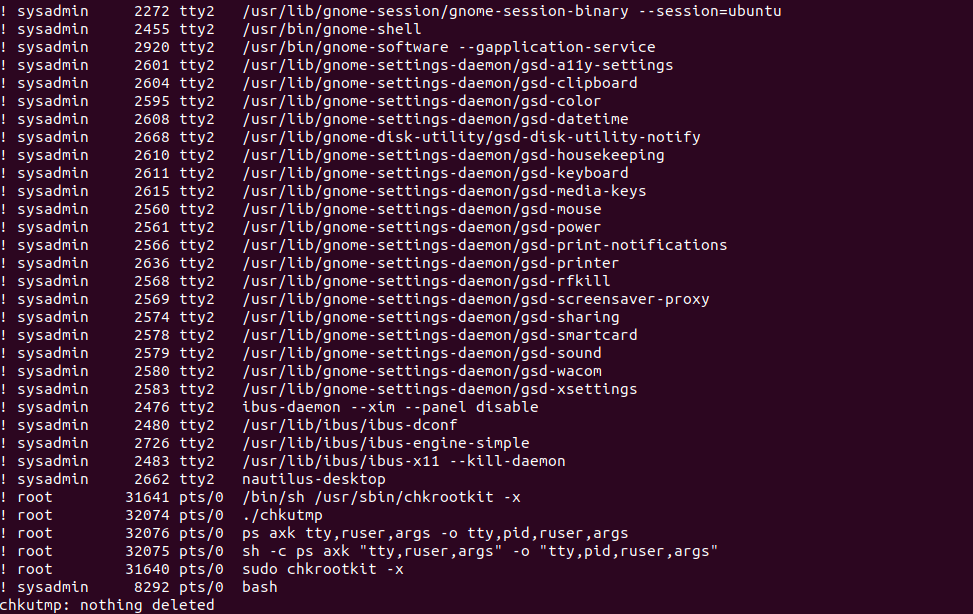 ! sysadmin     2272 tty2   /usr/lib/gnome-session/gnome-session-binary --session=ubuntu
! sysadmin     2455 tty2   /usr/bin/gnome-shell
! sysadmin     2920 tty2   /usr/bin/gnome-software --gapplication-service
! sysadmin     2601 tty2   /usr/lib/gnome-settings-daemon/gsd-a11y-settings
! sysadmin     2604 tty2   /usr/lib/gnome-settings-daemon/gsd-clipboard
! sysadmin     2595 tty2   /usr/lib/gnome-settings-daemon/gsd-color
! sysadmin     2608 tty2   /usr/lib/gnome-settings-daemon/gsd-datetime
! sysadmin     2668 tty2   /usr/lib/gnome-disk-utility/gsd-disk-utility-notify
! sysadmin     2610 tty2   /usr/lib/gnome-settings-daemon/gsd-housekeeping
! sysadmin     2611 tty2   /usr/lib/gnome-settings-daemon/gsd-keyboard
! sysadmin     2615 tty2   /usr/lib/gnome-settings-daemon/gsd-media-keys
! sysadmin     2560 tty2   /usr/lib/gnome-settings-daemon/gsd-mouse
! sysadmin     2561 tty2   /usr/lib/gnome-settings-daemon/gsd-power
! sysadmin     2566 tty2   /usr/lib/gnome-settings-daemon/gsd-print-notifications
! sysadmin     2636 tty2   /usr/lib/gnome-settings-daemon/gsd-printer
! sysadmin     2568 tty2   /usr/lib/gnome-settings-daemon/gsd-rfkill
! sysadmin     2569 tty2   /usr/lib/gnome-settings-daemon/gsd-screensaver-proxy
! sysadmin     2574 tty2   /usr/lib/gnome-settings-daemon/gsd-sharing
! sysadmin     2578 tty2   /usr/lib/gnome-settings-daemon/gsd-smartcard
! sysadmin     2579 tty2   /usr/lib/gnome-settings-daemon/gsd-sound
! sysadmin     2580 tty2   /usr/lib/gnome-settings-daemon/gsd-wacom
! sysadmin     2583 tty2   /usr/lib/gnome-settings-daemon/gsd-xsettings
! sysadmin     2476 tty2   ibus-daemon --xim --panel disable
! sysadmin     2480 tty2   /usr/lib/ibus/ibus-dconf
! sysadmin     2726 tty2   /usr/lib/ibus/ibus-engine-simple
! sysadmin     2483 tty2   /usr/lib/ibus/ibus-x11 --kill-daemon
! sysadmin     2662 tty2   nautilus-desktop
! root        31641 pts/0  /bin/sh /usr/sbin/chkrootkit -x
! root        32074 pts/0  ./chkutmp
! root        32076 pts/0  ps axk tty,ruser,args -o tty,pid,ruser,args
! root        32075 pts/0  sh -c ps axk "tty,ruser,args" -o "tty,pid,ruser,args"
! root        31640 pts/0  sudo chkrootkit -x
! sysadmin     8292 pts/0  bash
chkutmp: nothing deleted